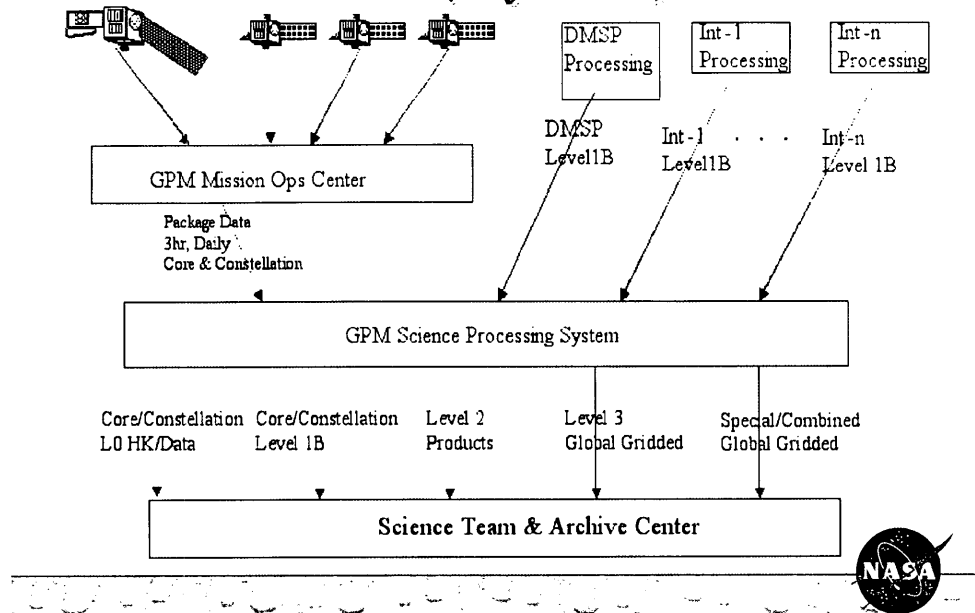 DMSP
Processing
Int-1
Processing
Int-n
Processing
DMSP
Level1B
Int-1 . . . Int-n
Level1B Level 1B
GPM Mission Ops Center
Package Data
3hr, Daily
Core & Constellation
GPM Science Processing System
Core/Constellation
L0 HK/Data
Core/Constellation
Level 1B
Level 2
Products
Level 3
Global Gridded
Special/Combined
Global Gridded
Science Team & Archive Center
NASA